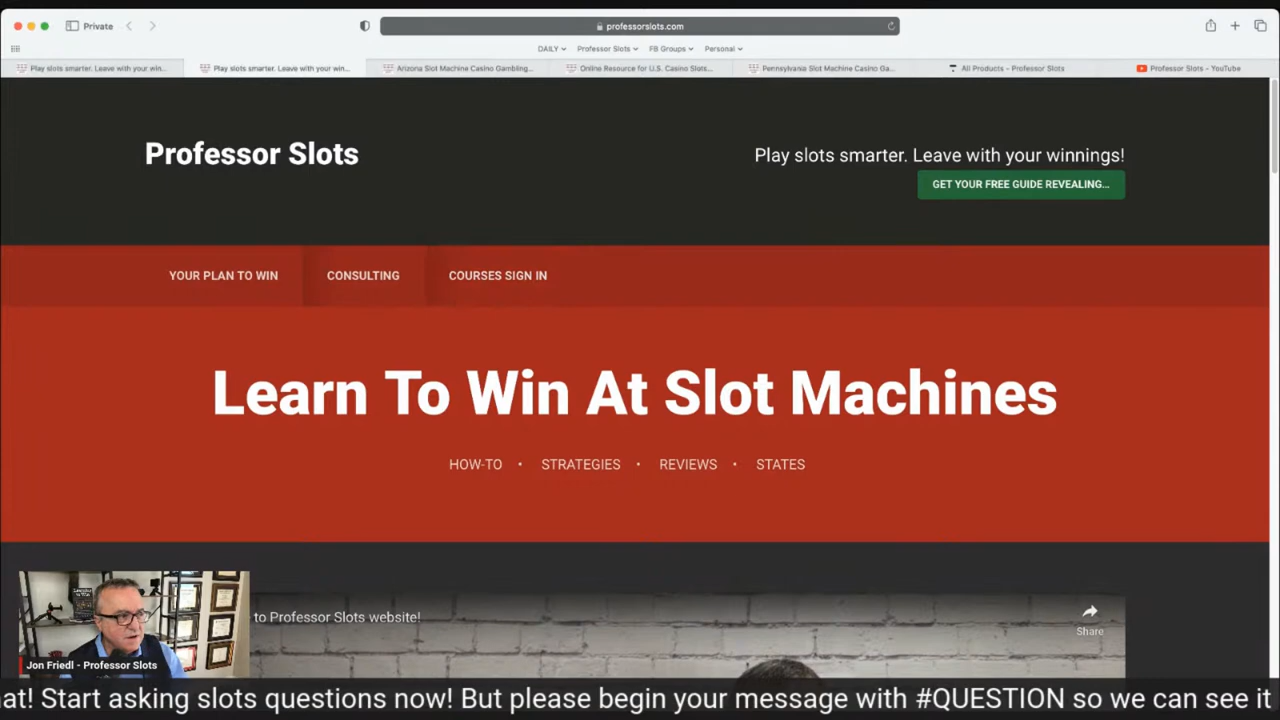 Private
professorslots.com
DAILY
Professor Slots
FB Groups
Personal
Play slots smarter. Leave with your win...
Play slots smarter. Leave with your win...
Arizona Slot Machine Casino Gambling...
Online Resource for U.S. Casino Slots...
Pennsylvania Slot Machine Casino Ga...
All Products – Professor Slots
Professor Slots - YouTube
Professor Slots
Play slots smarter. Leave with your winnings!
GET YOUR FREE GUIDE REVEALING...
YOUR PLAN TO WIN
CONSULTING
COURSES SIGN IN
Learn To Win At Slot Machines
HOW-TO • STRATEGIES • REVIEWS • STATES
to Professor Slots website!
Share
Jon Friedl - Professor Slots
at! Start asking slots questions now! But please begin your message with #QUESTION so we can see it